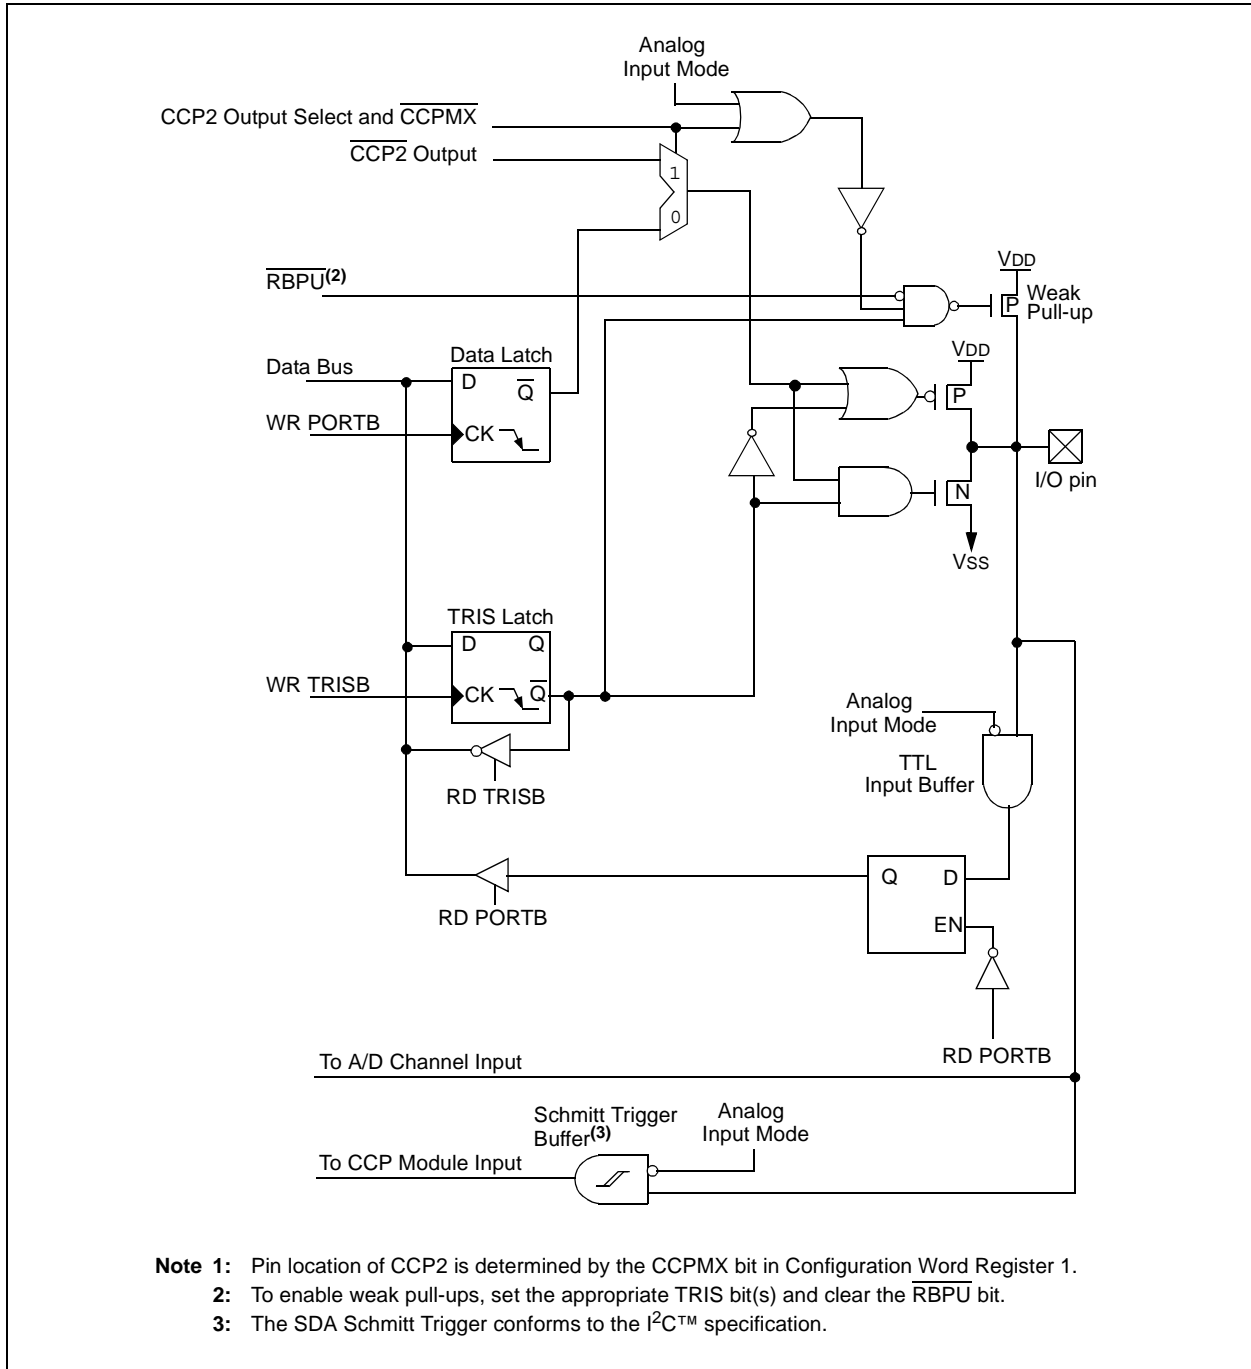 Analog
Input Mode
CCP2 Output Select and CCPMX
CCP2 Output
1
0
RBPU(2)
VDD
P
Weak
Pull-up
Data Bus
Data Latch
D
Q
VDD
P
WR PORTB
CK
I/O pin
N
VSS
TRIS Latch
D
Q
WR TRISB
CK
Q
Analog
Input Mode
TTL
Input Buffer
RD TRISB
Q
D
RD PORTB
EN
RD PORTB
To A/D Channel Input
Schmitt Trigger
Buffer(3)
Analog
Input Mode
To CCP Module Input
Note 1: Pin location of CCP2 is determined by the CCPMX bit in Configuration Word Register 1.
2: To enable weak pull-ups, set the appropriate TRIS bit(s) and clear the RBPU bit.
3: The SDA Schmitt Trigger conforms to the I2C™ specification.